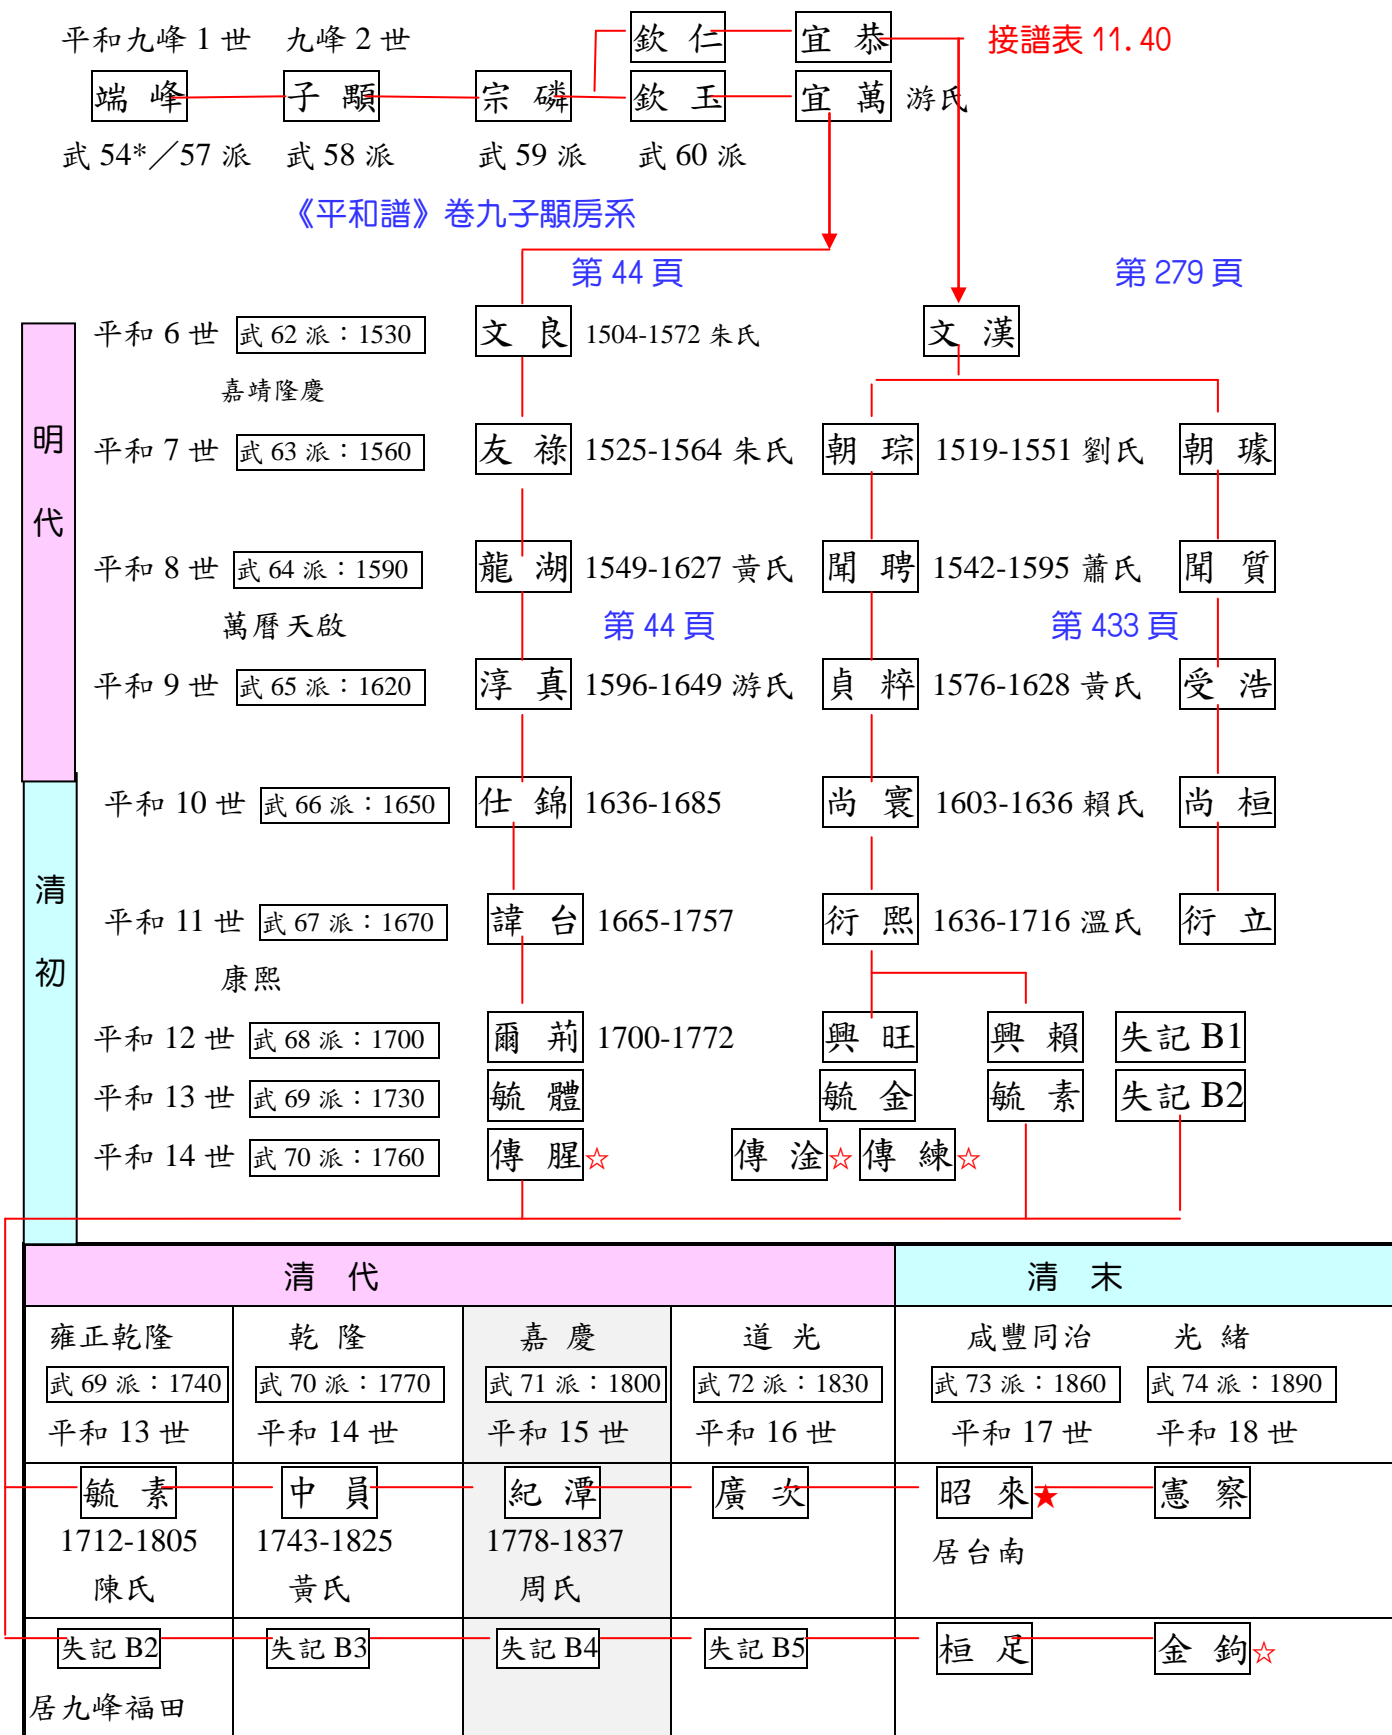 平和九峰 1 世 九峰 2 世 欽 仁 宜 恭 接譜表 11.40
端 峰 子 顒 宗 磷 欽 玉 宜 萬 游氏
武 54*／57 派 武 58 派 武 59 派 武 60 派
《平和譜》卷九子顒房系
第 44 頁 第 279 頁
平和 6 世 武 62 派：1530 文 良 1504-1572 朱氏 文 漢
嘉靖隆慶
明代
平和 7 世 武 63 派：1560 友 祿 1525-1564 朱氏 朝 琮 1519-1551 劉氏 朝 璩
平和 8 世 武 64 派：1590 龍 湖 1549-1627 黃氏 聞 聘 1542-1595 蕭氏 聞 質
萬曆天啟 第 44 頁 第 433 頁
平和 9 世 武 65 派：1620 淳 真 1596-1649 游氏 貞 粹 1576-1628 黃氏 受 浩
平和 10 世 武 66 派：1650 仕 錦 1636-1685 尚 寰 1603-1636 賴氏 尚 桓
清初
平和 11 世 武 67 派：1670 諱 台 1665-1757 衍 熙 1636-1716 溫氏 衍 立
康熙
平和 12 世 武 68 派：1700 爾 荊 1700-1772 興 旺 興 賴 失記 B1
平和 13 世 武 69 派：1730 毓 體 毓 金 毓 素 失記 B2
平和 14 世 武 70 派：1760 傳 腥☆ 傳 淦☆ 傳 練☆
清 代 清 末
雍正乾隆 乾 隆 嘉 慶 道 光 咸豐同治 光 緒
武 69 派：1740 武 70 派：1770 武 71 派：1800 武 72 派：1830 武 73 派：1860 武 74 派：1890
平和 13 世 平和 14 世 平和 15 世 平和 16 世 平和 17 世 平和 18 世
毓 素 中 員 紀 潭 廣 次 昭 來★ 憲 察
1712-1805 1743-1825 1778-1837 居台南
陳氏 黃氏 周氏
失記 B2 失記 B3 失記 B4 失記 B5 桓 足 金 鉤☆
居九峰福田